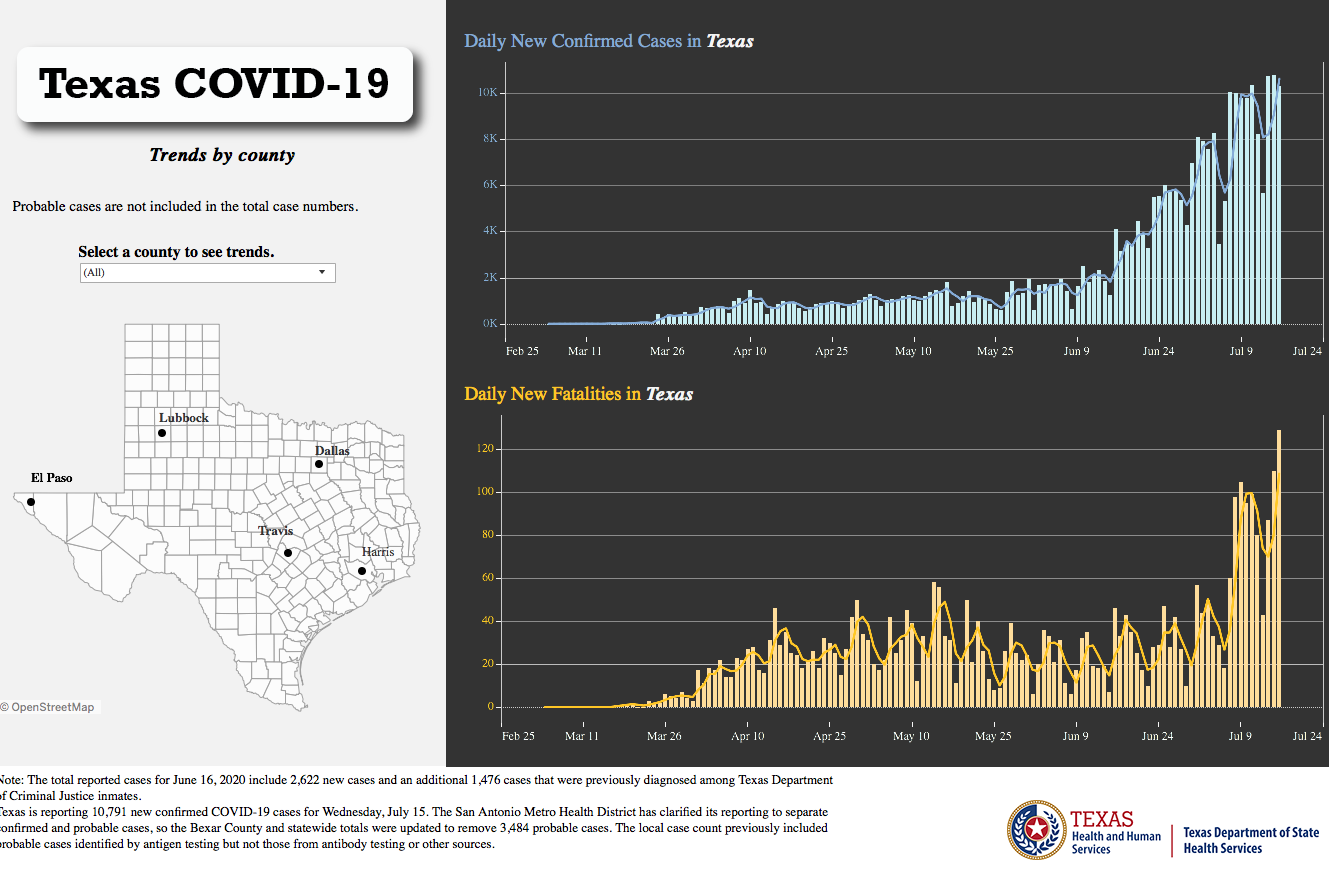 Texas COVID-19
Trends by county
Probable cases are not included in the total case numbers.
Select a county to see trends.
(All)
Lubbock
Dallas
El Paso
Travis
Harris
© OpenStreetMap
Daily New Confirmed Cases in Texas
10K
8K
6K
4K
2K
0K
Feb 25 Mar 11 Mar 26 Apr 10 Apr 25 May 10 May 25 Jun 9 Jun 24 Jul 9 Jul 24
Daily New Fatalities in Texas
120
100
80
60
40
20
0
Feb 25 Mar 11 Mar 26 Apr 10 Apr 25 May 10 May 25 Jun 9 Jun 24 Jul 9 Jul 24
Note: The total reported cases for June 16, 2020 include 2,622 new cases and an additional 1,476 cases that were previously diagnosed among Texas Department
of Criminal Justice inmates.
Texas is reporting 10,791 new confirmed COVID-19 cases for Wednesday, July 15. The San Antonio Metro Health District has clarified its reporting to separate
confirmed and probable cases, so the Bexar County and statewide totals were updated to remove 3,484 probable cases. The local case count previously included
probable cases identified by antigen testing but not those from antibody testing or other sources.
TEXAS
Health and Human
Services
Texas Department of State
Health Services